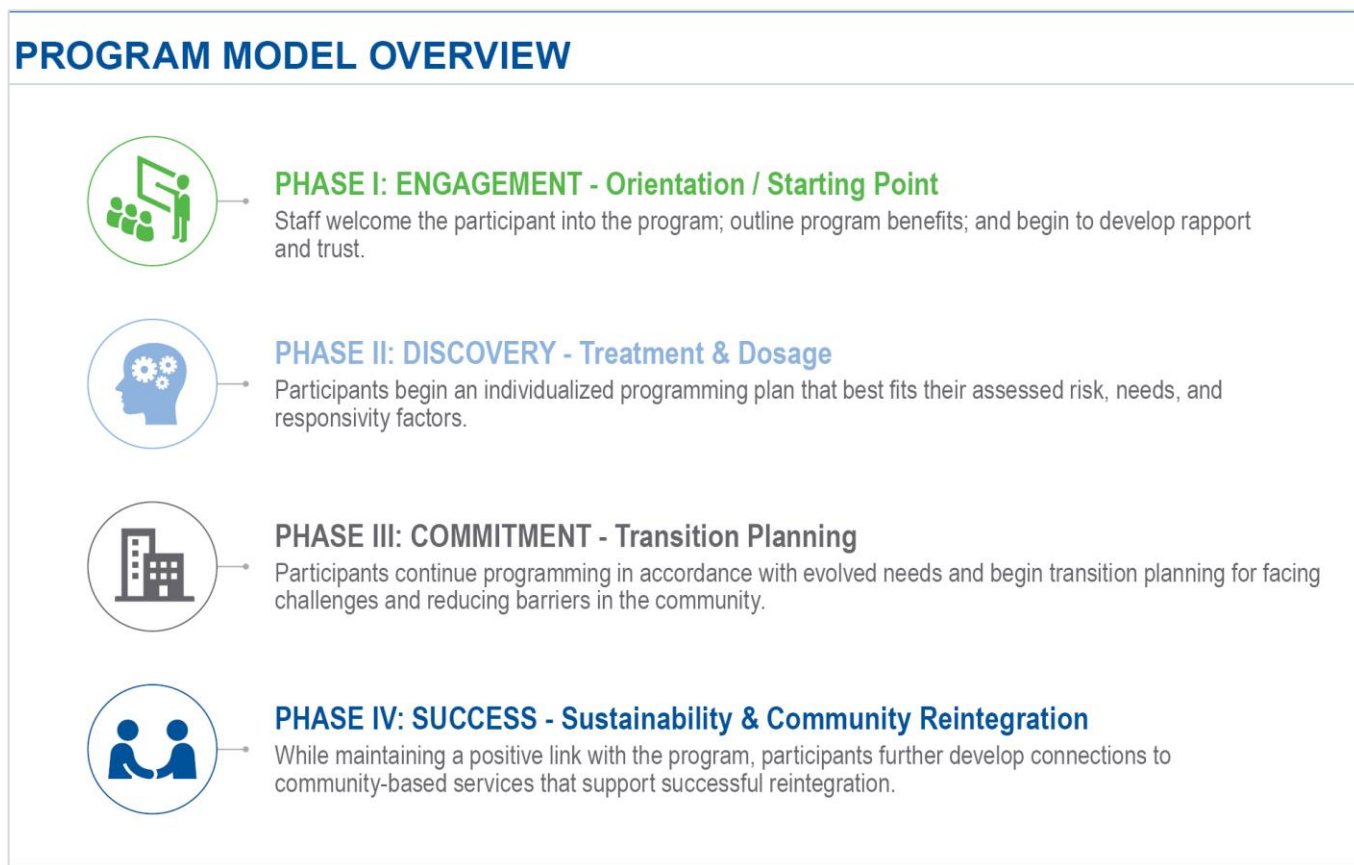 PROGRAM MODEL OVERVIEW
PHASE I: ENGAGEMENT - Orientation / Starting Point
Staff welcome the participant into the program; outline program benefits; and begin to develop rapport
and trust.
PHASE II: DISCOVERY - Treatment & Dosage
Participants begin an individualized programming plan that best fits their assessed risk, needs, and
responsivity factors.
PHASE III: COMMITMENT - Transition Planning
Participants continue programming in accordance with evolved needs and begin transition planning for facing
challenges and reducing barriers in the community.
PHASE IV: SUCCESS - Sustainability & Community Reintegration
While maintaining a positive link with the program, participants further develop connections to
community-based services that support successful reintegration.